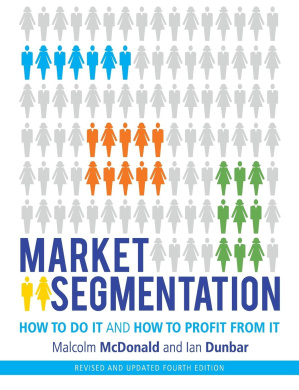 MARKET
SEGMENTATION
HOW TO DO IT AND HOW TO PROFIT FROM IT
Malcolm McDonald and Ian Dunbar
REVISED AND UPDATED FOURTH EDITION